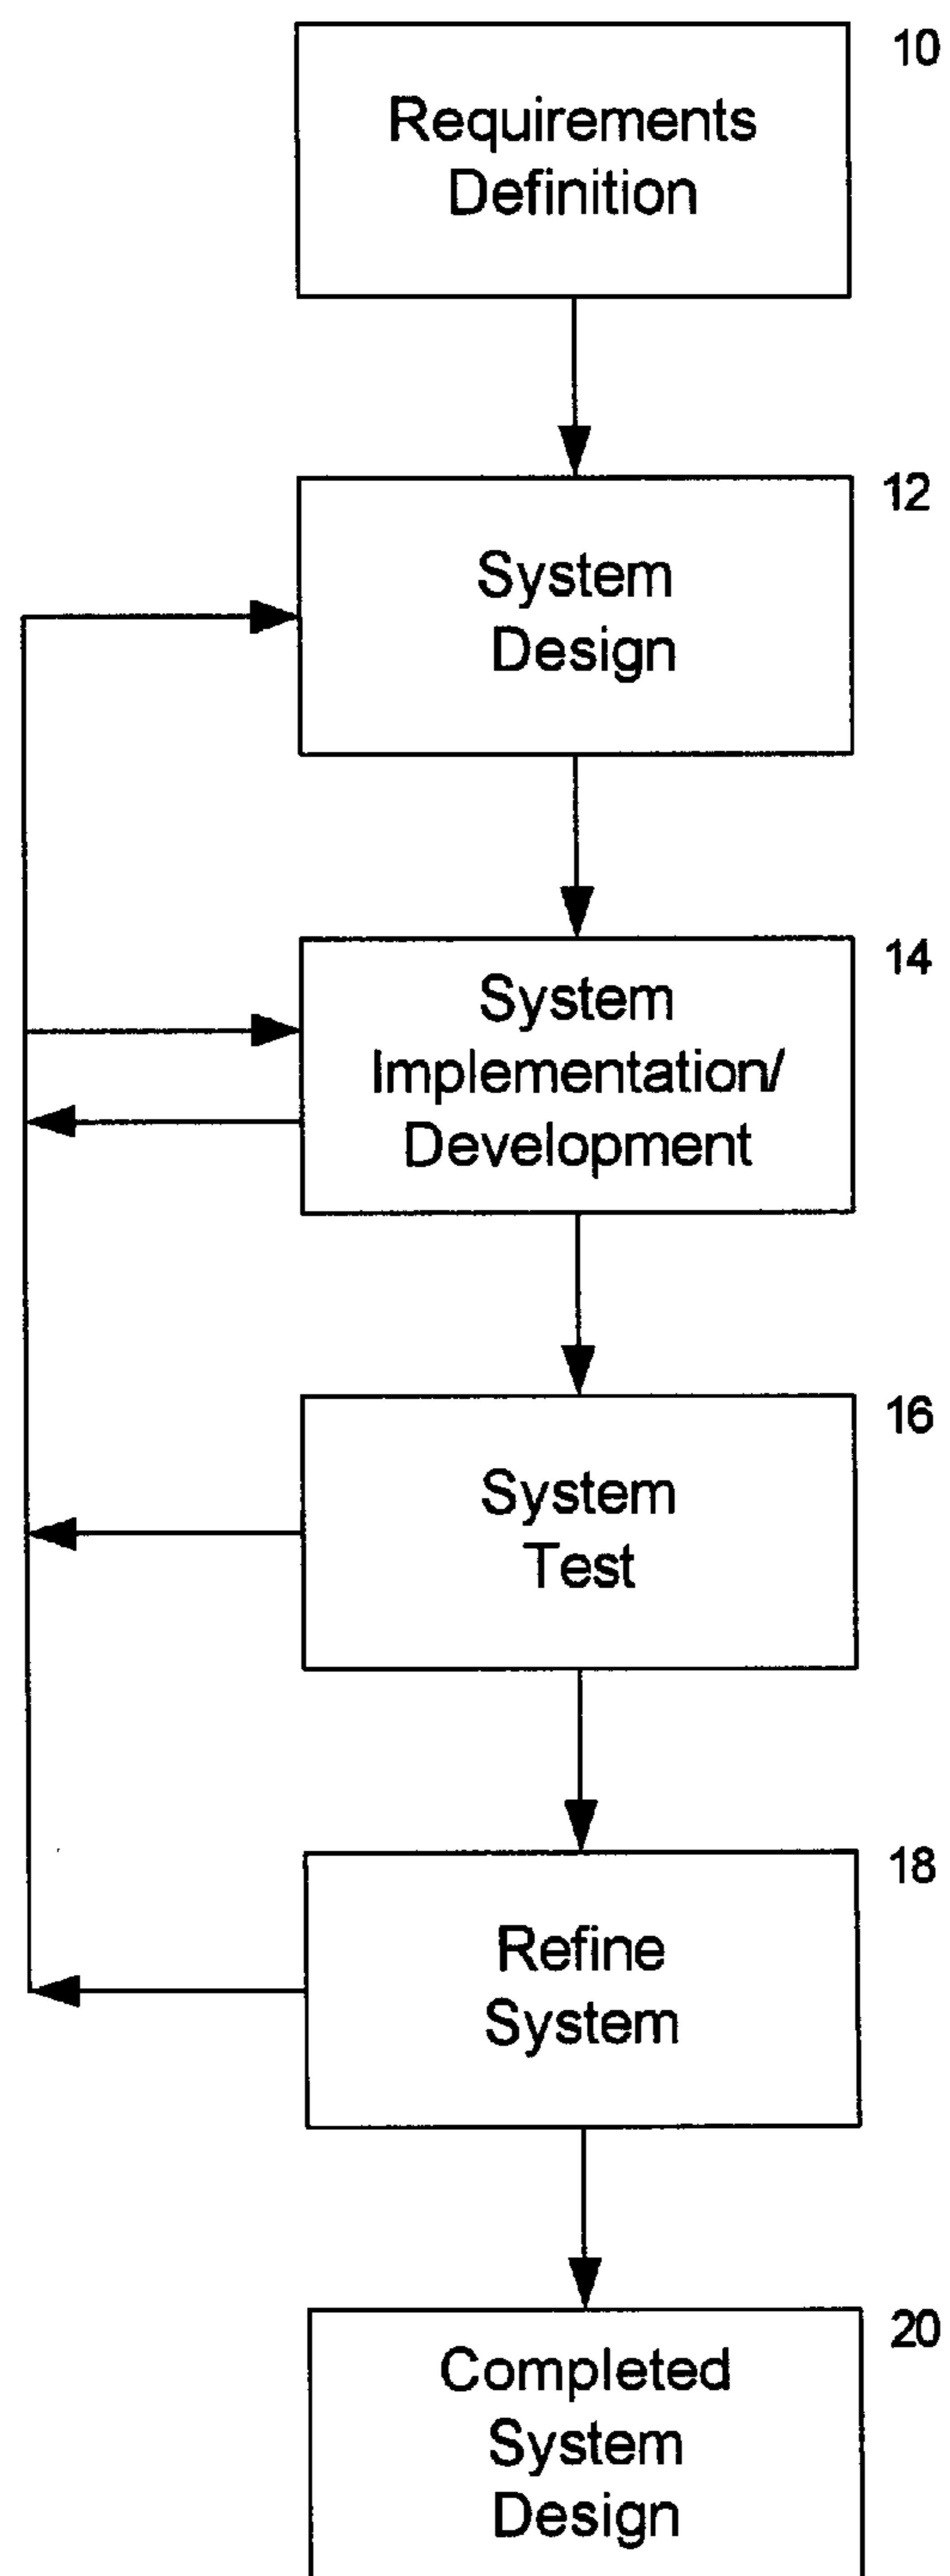 10
Requirements
Definition
12
System
Design
14
System
Implementation/
Development
16
System
Test
18
Refine
System
20
Completed
System
Design